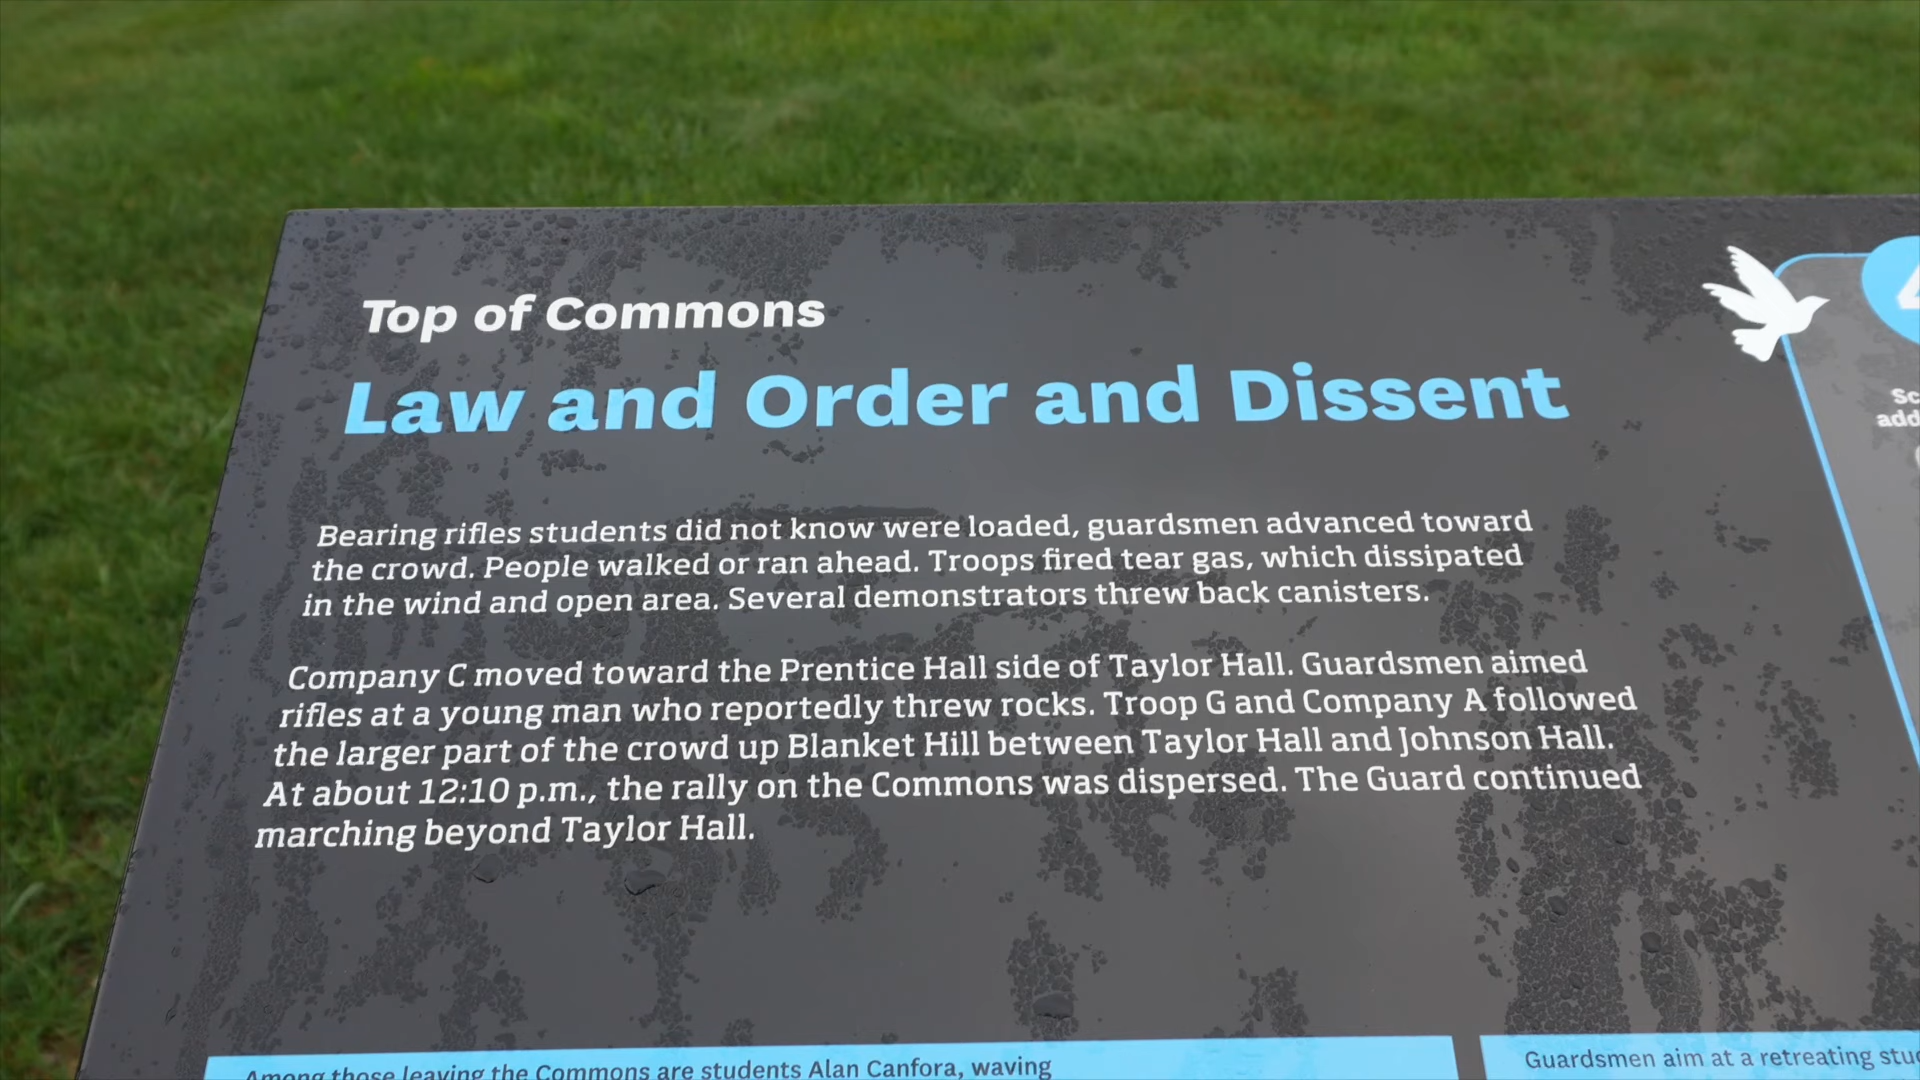 Top of Commons
Law and Order and Dissent
Bearing rifles students did not know were loaded, guardsmen advanced toward
the crowd. People walked or ran ahead. Troops fired tear gas, which dissipated
in the wind and open area. Several demonstrators threw back canisters.
Company C moved toward the Prentice Hall side of Taylor Hall. Guardsmen aimed
rifles at a young man who reportedly threw rocks. Troop G and Company A followed
the larger part of the crowd up Blanket Hill between Taylor Hall and Johnson Hall.
At about 12:10 p.m., the rally on the Commons was dispersed. The Guard continued
marching beyond Taylor Hall.
Among those leaving the Commons are students Alan Canfora, waving
Guardsmen aim at a retreating